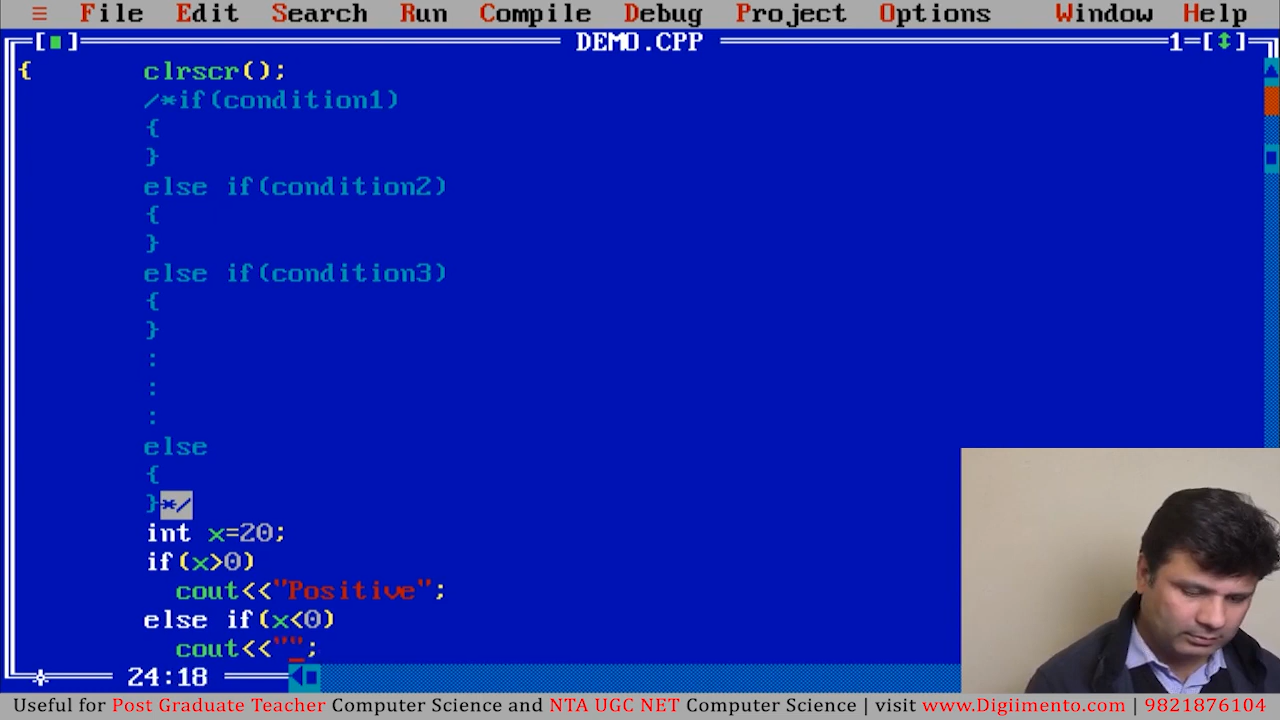 ≡ File Edit Search Run Compile Debug Project Options Window Help
[■] DEMO.CPP 1=[↕]
{ clrscr();
/*if(condition1)
{
}
else if(condition2)
{
}
else if(condition3)
{
}
:
:
:
else
{
}*/
int x=20;
if(x>0)
cout<<"Positive";
else if(x<0)
cout<<"";
24:18
Useful for Post Graduate Teacher Computer Science and NTA UGC NET Computer Science | visit www.Digiimento.com | 9821876104